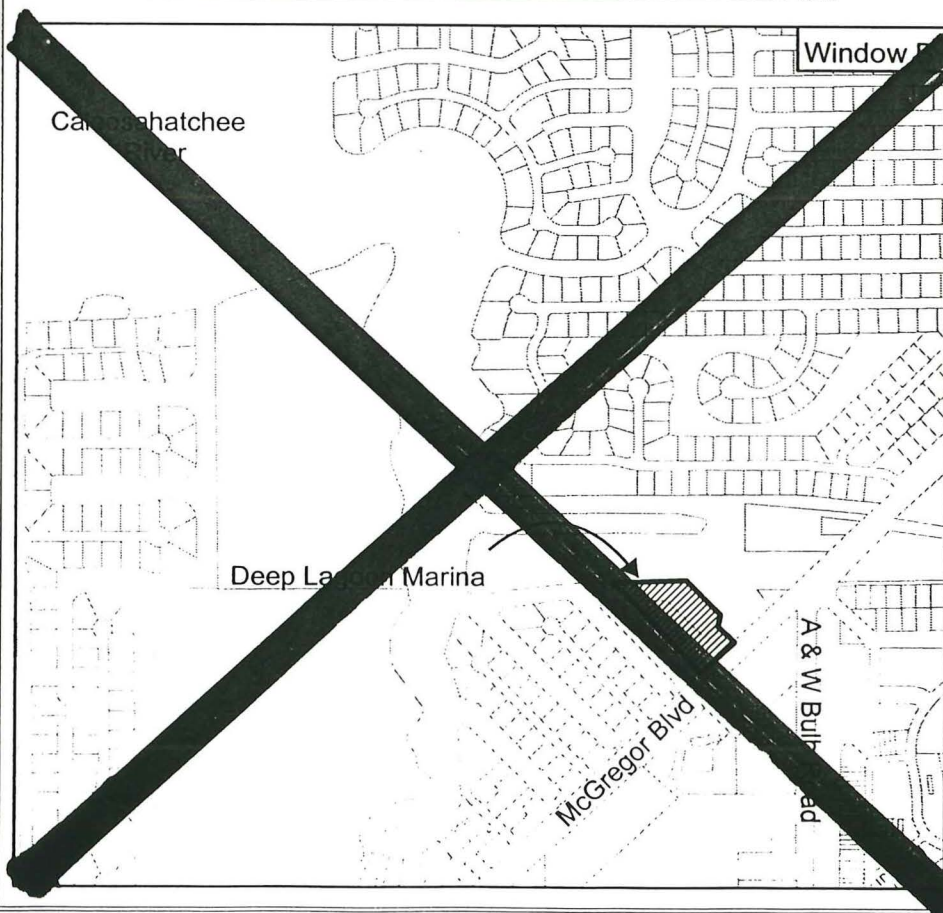 Window
Caloosahatchee
River
Deep Lagoon Marina
A & W Bulb Road
McGregor Blvd